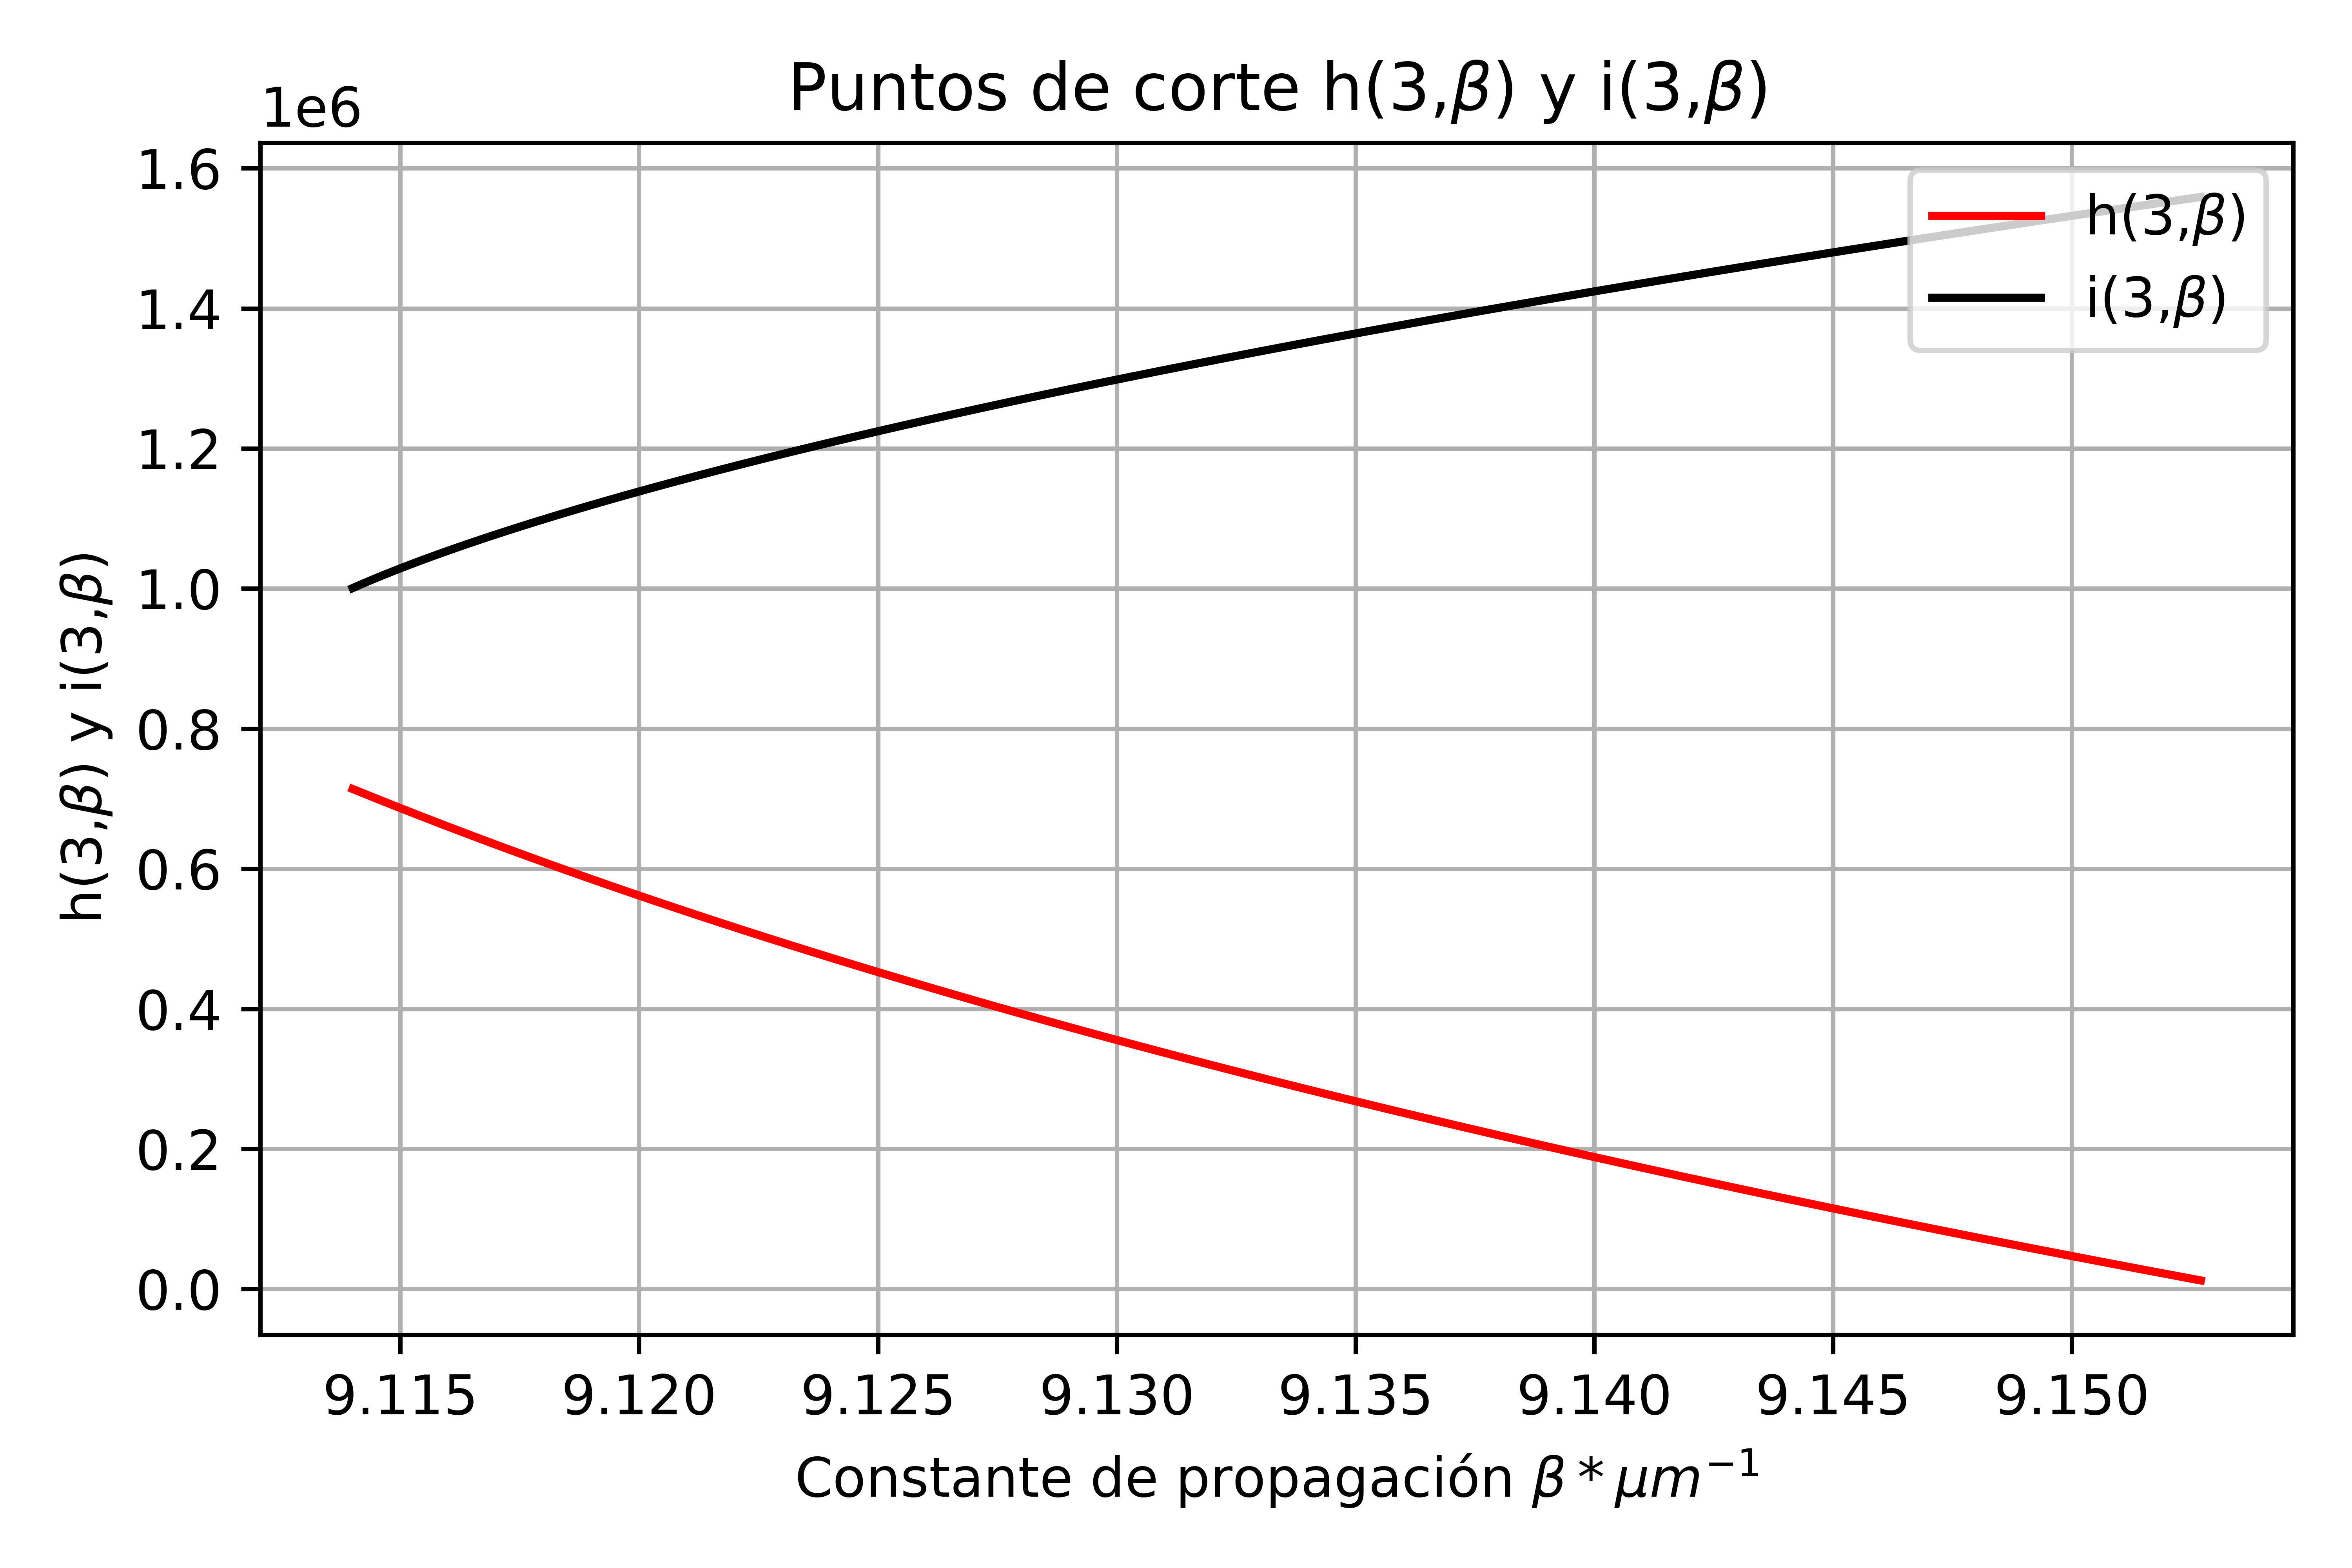 Puntos de corte h(3,β) y i(3,β)
1e6
1.6
1.4
1.2
1.0
0.8
0.6
0.4
0.2
0.0
h(3,β) y i(3,β)
h(3,β)
i(3,β)
9.115 9.120 9.125 9.130 9.135 9.140 9.145 9.150
Constante de propagación β * μm⁻¹